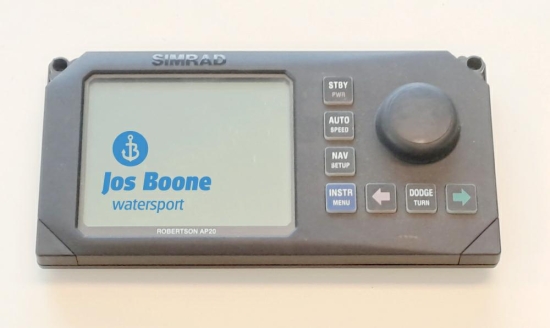 SIMRAD
STBY
PWR
AUTO
SPEED
NAV
SETUP
INSTR
MENU
DODGE
TURN
Jos Boone
watersport
ROBERTSON AP20